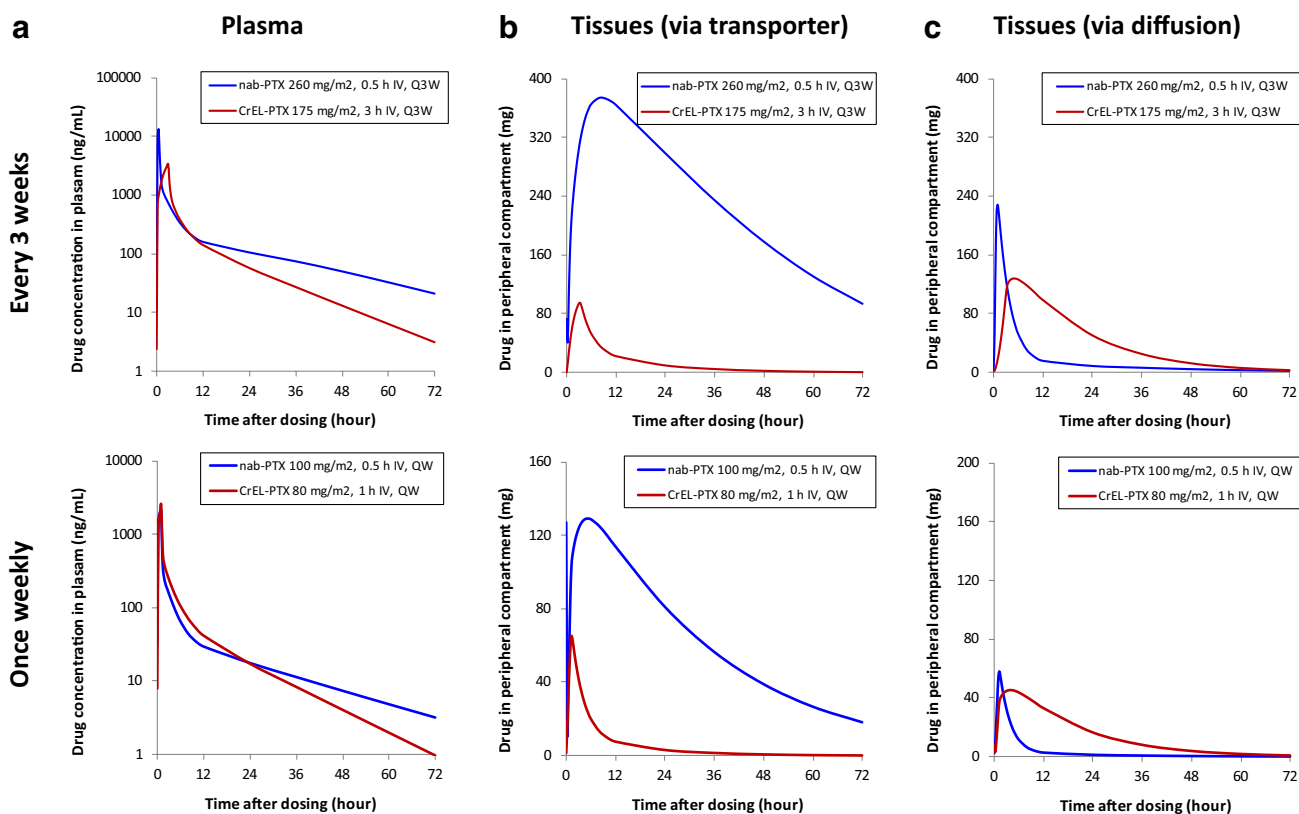 a Plasma
b Tissues (via transporter)
c Tissues (via diffusion)
Every 3 weeks
Drug concentration in plasam (ng/mL)
100000
10000
1000
100
10
1
nab-PTX 260 mg/m2, 0.5 h IV, Q3W
CrEL-PTX 175 mg/m2, 3 h IV, Q3W
0 12 24 36 48 60 72
Time after dosing (hour)
Drug in peripheral compartment (mg)
400
320
240
160
80
0
nab-PTX 260 mg/m2, 0.5 h IV, Q3W
CrEL-PTX 175 mg/m2, 3 h IV, Q3W
0 12 24 36 48 60 72
Time after dosing (hour)
Drug in peripheral compartment (mg)
400
320
240
160
80
0
nab-PTX 260 mg/m2, 0.5 h IV, Q3W
CrEL-PTX 175 mg/m2, 3 h IV, Q3W
0 12 24 36 48 60 72
Time after dosing (hour)
Once weekly
Drug concentration in plasam (ng/mL)
10000
1000
100
10
1
nab-PTX 100 mg/m2, 0.5 h IV, QW
CrEL-PTX 80 mg/m2, 1 h IV, QW
0 12 24 36 48 60 72
Time after dosing (hour)
Drug in peripheral compartment (mg)
160
120
80
40
0
nab-PTX 100 mg/m2, 0.5 h IV, QW
CrEL-PTX 80 mg/m2, 1 h IV, QW
0 12 24 36 48 60 72
Time after dosing (hour)
Drug in peripheral compartment (mg)
200
160
120
80
40
0
nab-PTX 100 mg/m2, 0.5 h IV, QW
CrEL-PTX 80 mg/m2, 1 h IV, QW
0 12 24 36 48 60 72
Time after dosing (hour)